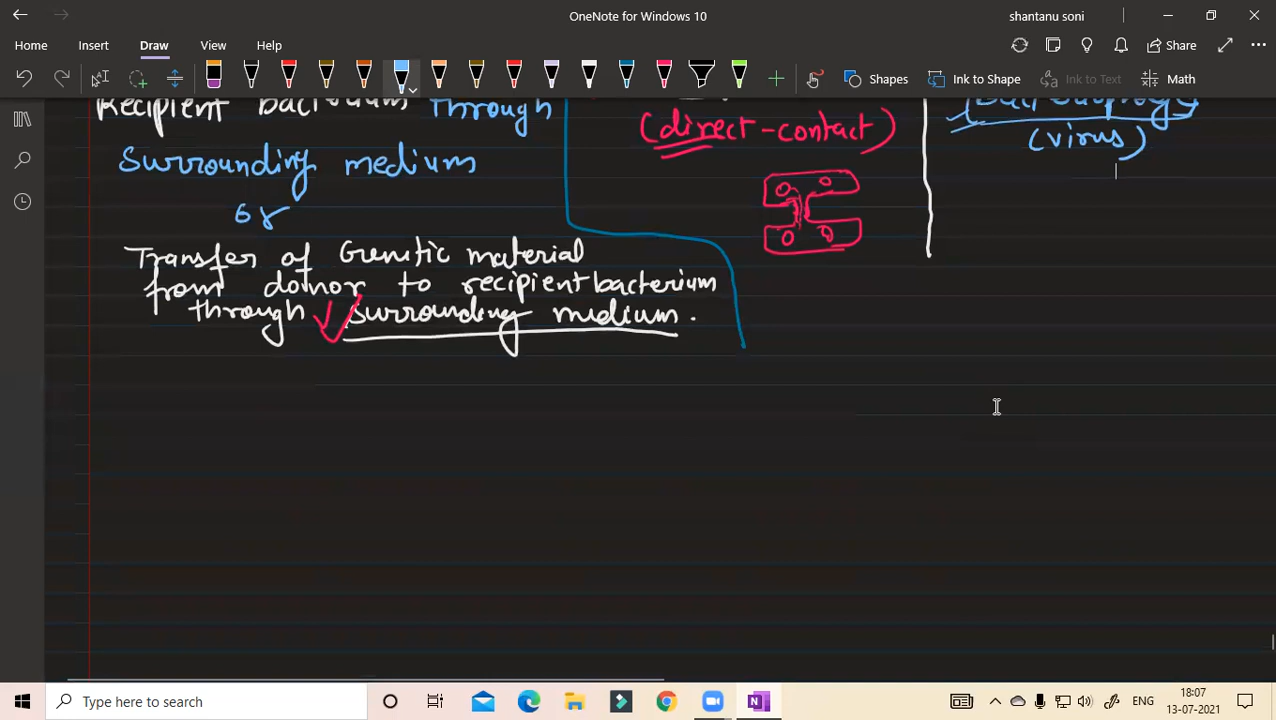 OneNote for Windows 10
shantanu soni
Home Insert Draw View Help
Share
Shapes
Ink to Shape
Ink to Text
Math
Recipient bacterium through
surrounding medium
or
Transfer of Genetic material
from donor to recipient bacterium
through surrounding medium.
(direct-contact)
Bacteriophage
(virus)
Type here to search
ENG
18:07
13-07-2021